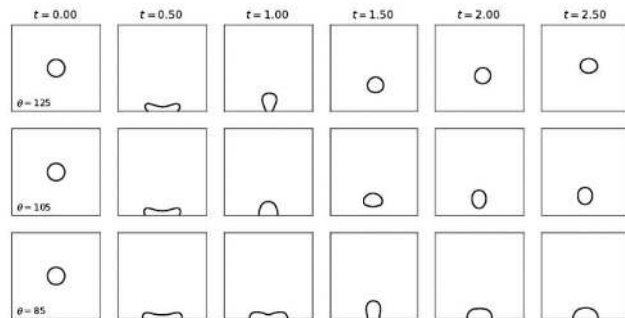 t = 0.00 t = 0.50 t = 1.00 t = 1.50 t = 2.00 t = 2.50
θ = 125
θ = 105
θ = 85